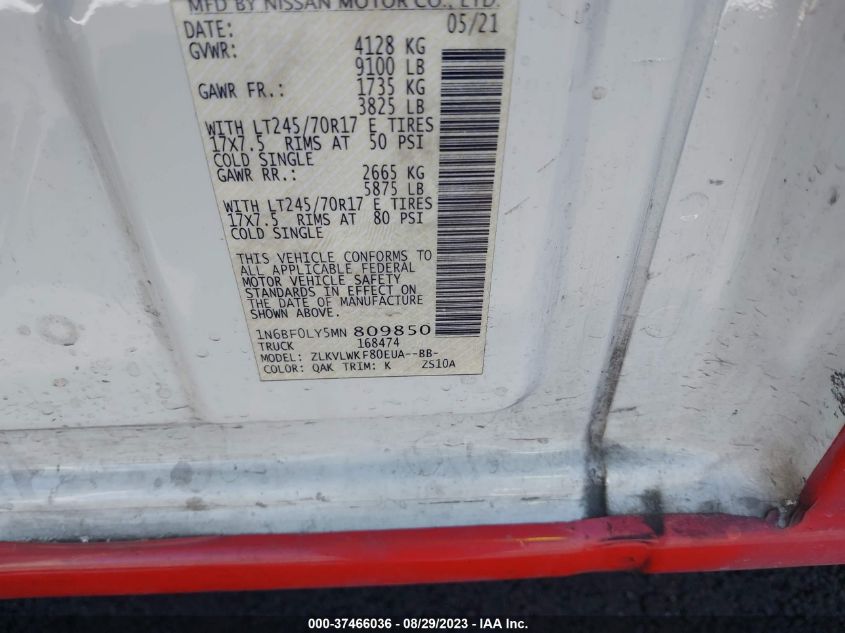 MFD BY NISSAN MOTOR CO., LTD.
DATE: 05/21
GVWR: 4128 KG
9100 LB
GAWR FR.: 1735 KG
3825 LB
WITH LT245/70R17 E TIRES
17X7.5 RIMS AT 50 PSI
COLD SINGLE
GAWR RR.: 2665 KG
5875 LB
WITH LT245/70R17 E TIRES
17X7.5 RIMS AT 80 PSI
COLD SINGLE
THIS VEHICLE CONFORMS TO
ALL APPLICABLE FEDERAL
MOTOR VEHICLE SAFETY
STANDARDS IN EFFECT ON
THE DATE OF MANUFACTURE
SHOWN ABOVE.
1N6BF0LY5MN 809850
TRUCK 168474
MODEL: ZLKVLWKF80EUA--BB-
COLOR: QAK TRIM: K ZS10A
000-37466036 - 08/29/2023 - IAA Inc.